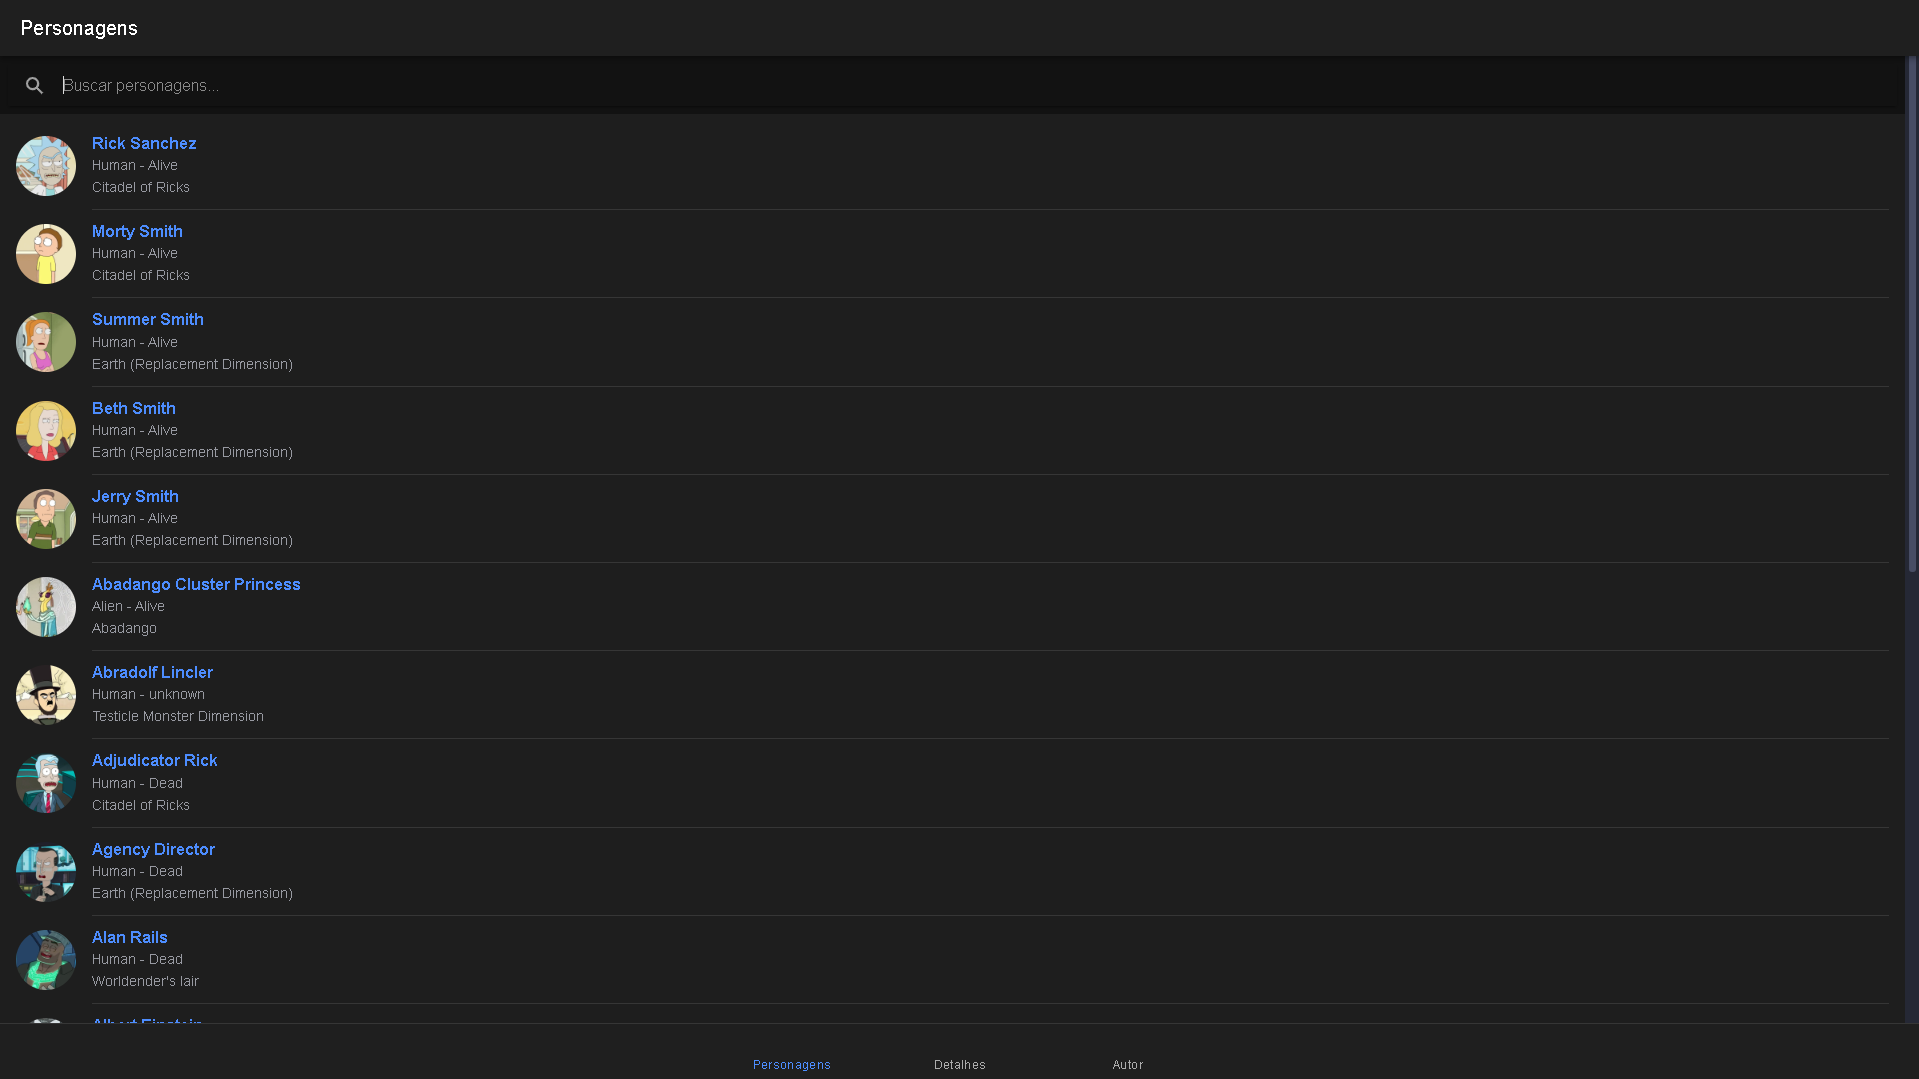 Personagens
Buscar personagens...
Rick Sanchez
Human - Alive
Citadel of Ricks
Morty Smith
Human - Alive
Citadel of Ricks
Summer Smith
Human - Alive
Earth (Replacement Dimension)
Beth Smith
Human - Alive
Earth (Replacement Dimension)
Jerry Smith
Human - Alive
Earth (Replacement Dimension)
Abadango Cluster Princess
Alien - Alive
Abadango
Abradolf Lincler
Human - unknown
Testicle Monster Dimension
Adjudicator Rick
Human - Dead
Citadel of Ricks
Agency Director
Human - Dead
Earth (Replacement Dimension)
Alan Rails
Human - Dead
Worldender's lair
Albert Einstein
Personagens
Detalhes
Autor